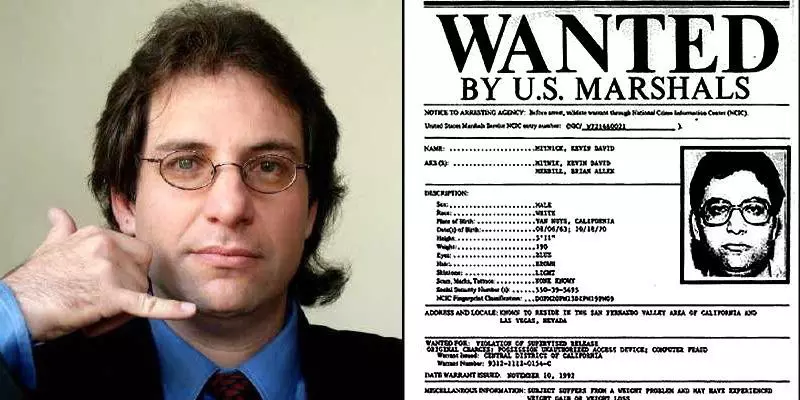 WANTED
BY U.S. MARSHALS
NOTICE TO ARRESTING AGENCY: Before arrest, validate warrant through National Crime Information Center (NCIC).
United States Marshals Service NCIC entry number: (NIC/ W721460021 ).
NAME: MITNICK, KEVIN DAVID
AKA(S): MITNIK, KEVIN DAVID
MERRILL, BRIAN ALLEN
DESCRIPTION:
Sex: MALE
Race: WHITE
Place of Birth: VAN NUYS, CALIFORNIA
Date(s) of Birth: 08/06/63; 10/18/70
Height: 5'11"
Weight: 190
Eyes: BLUE
Hair: BROWN
Skintone: LIGHT
Scars, Marks, Tattoos: NONE KNOWN
Social Security Number (s):
NCIC Fingerprint Classification:
ADDRESS AND LOCALE: KNOWN TO RESIDE IN THE SAN FERNANDO VALLEY AREA OF CALIFORNIA AND
LAS VEGAS, NEVADA
WANTED FOR: VIOLATION OF SUPERVISED RELEASE
ORIGINAL CHARGES: POSSESSION UNAUTHORIZED ACCESS DEVICE; COMPUTER FRAUD
Warrant Issued: CENTRAL DISTRICT OF CALIFORNIA
Warrant Number: 9312-1112-0154-C
DATE WARRANT ISSUED: NOVEMBER 10, 1992
MISCELLANEOUS INFORMATION: SUBJECT SUFFERS FROM A WEIGHT PROBLEM AND MAY HAVE EXPERIENCED
WEIGHT GAIN OR WEIGHT LOSS